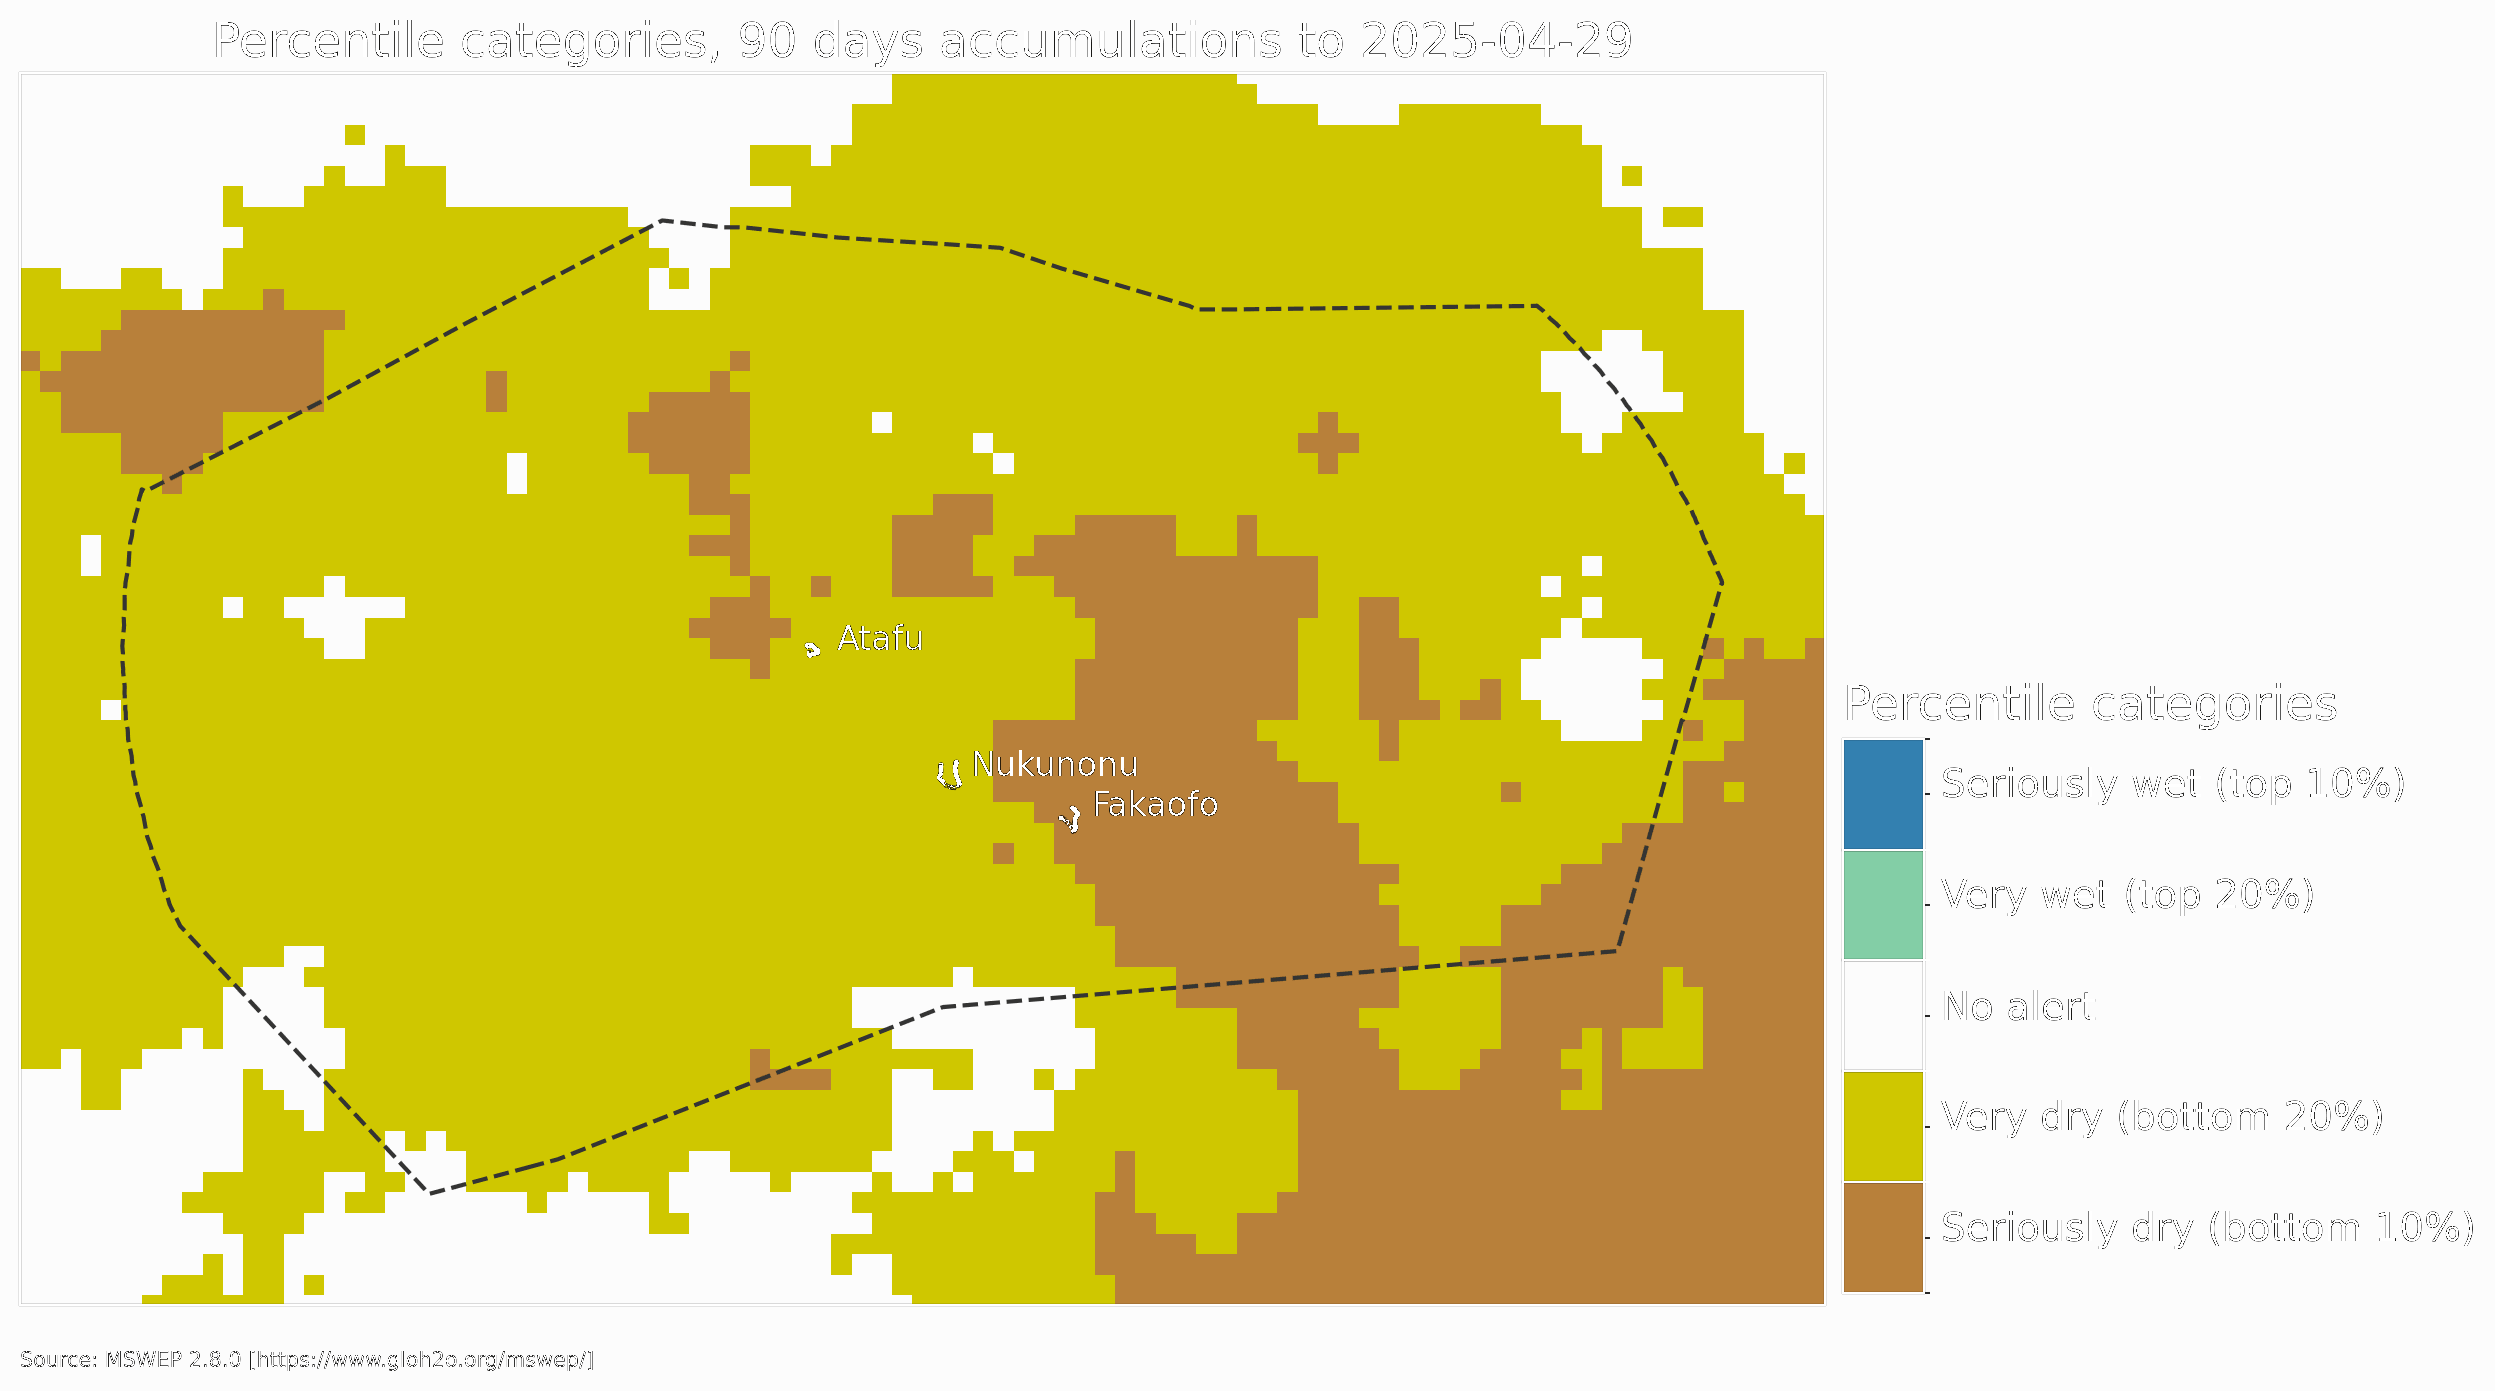 Percentile categories, 90 days accumulations to 2025-04-29
Atafu
Nukunonu
Fakaofo
Percentile categories
Seriously wet (top 10%)
Very wet (top 20%)
No alert
Very dry (bottom 20%)
Seriously dry (bottom 10%)
Source: MSWEP 2.8.0 [https://www.gloh2o.org/mswep/]